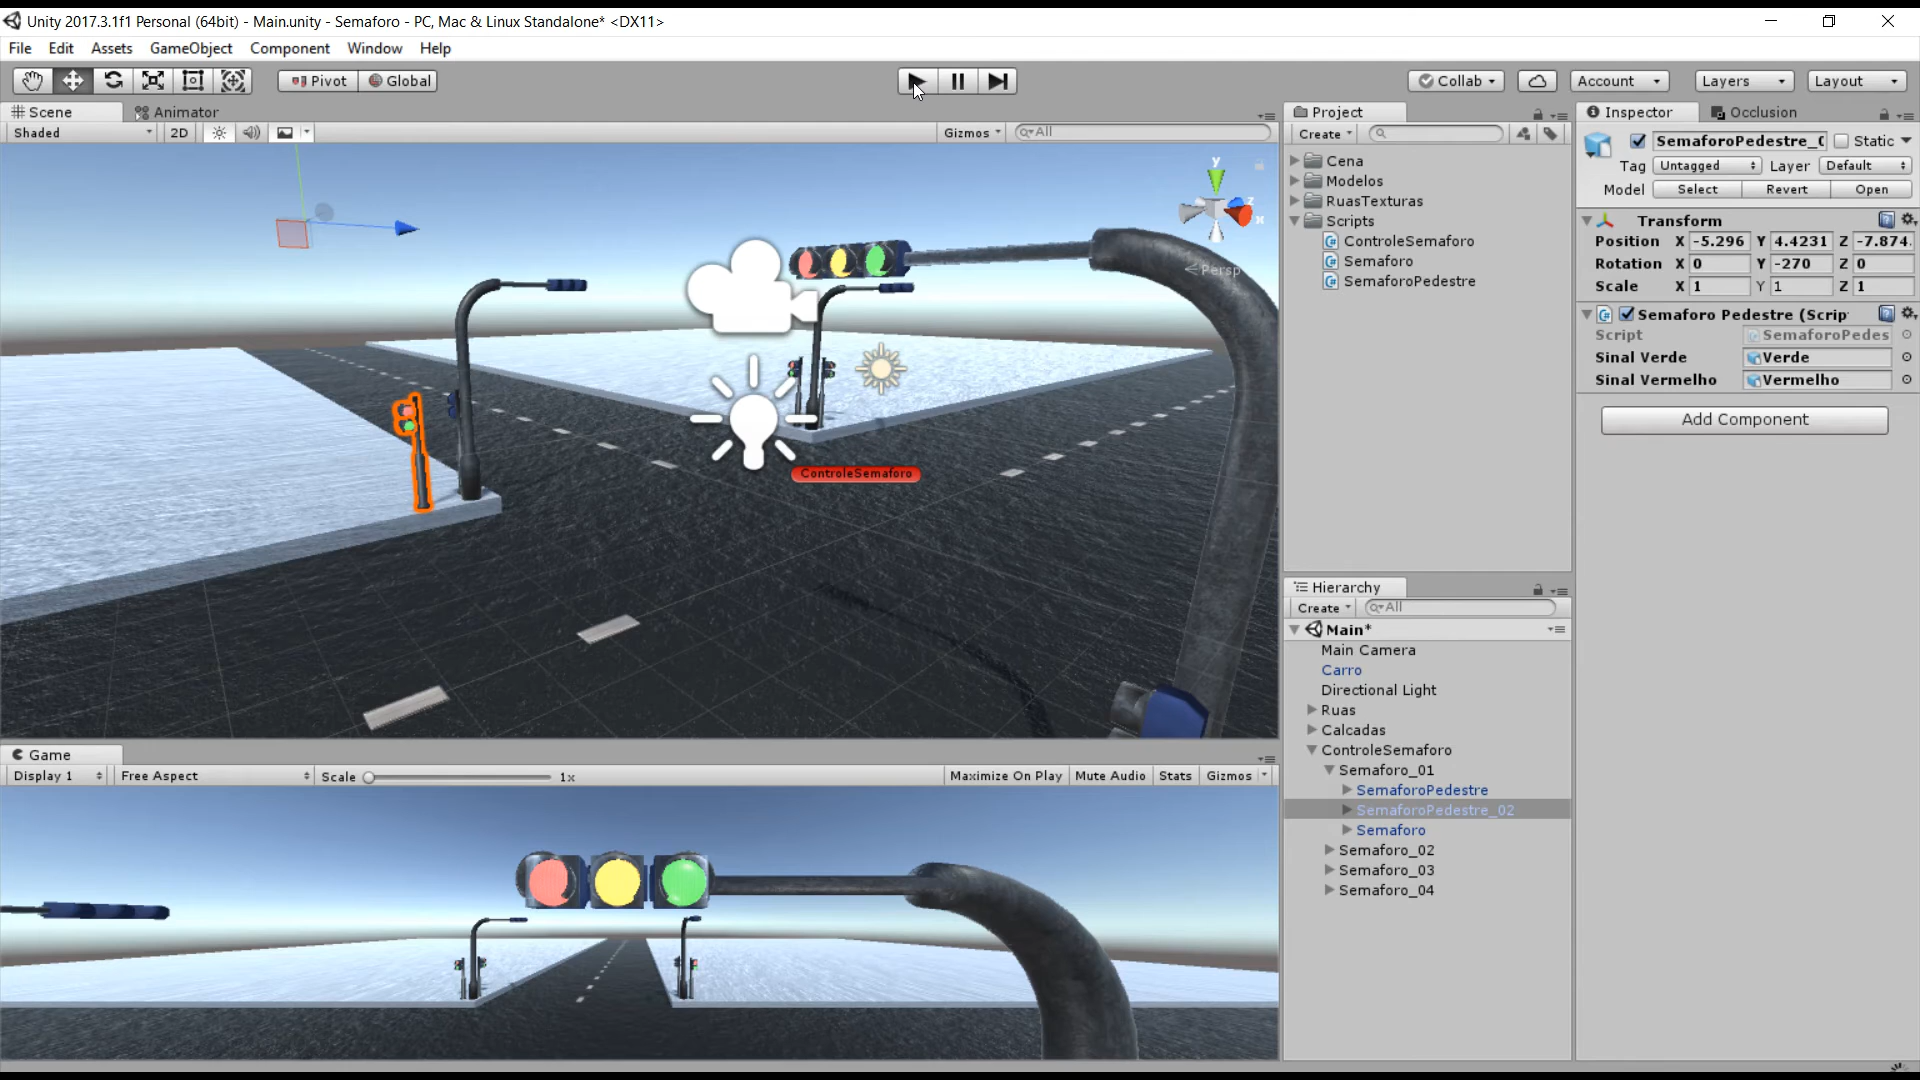 Unity 2017.3.1f1 Personal (64bit) - Main.unity - Semaforo - PC, Mac & Linux Standalone* <DX11>
File Edit Assets GameObject Component Window Help
Pivot Global Collab Account Layers Layout
Scene Animator
Shaded 2D Gizmos All
y
z
x
Persp
ControleSemaforo
Game
Display 1 Free Aspect Scale 1x Maximize On Play Mute Audio Stats Gizmos
Project
Create
Cena
Modelos
RuasTexturas
Scripts
ControleSemaforo
Semaforo
SemaforoPedestre
Hierarchy
Create All
Main*
Main Camera
Carro
Directional Light
Ruas
Calcadas
ControleSemaforo
Semaforo_01
SemaforoPedestre
SemaforoPedestre_02
Semaforo
Semaforo_02
Semaforo_03
Semaforo_04
Inspector Occlusion
SemaforoPedestre_0 Static
Tag Untagged Layer Default
Model Select Revert Open
Transform
Position X -5.296 Y 4.4231 Z -7.874
Rotation X 0 Y -270 Z 0
Scale X 1 Y 1 Z 1
Semaforo Pedestre (Scrip
Script SemaforoPedes
Sinal Verde Verde
Sinal Vermelho Vermelho
Add Component